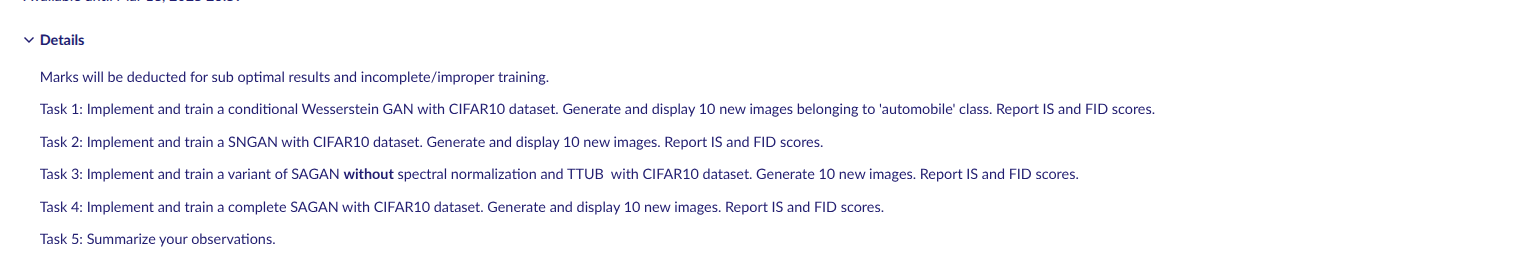 Details
Marks will be deducted for sub optimal results and incomplete/improper training.
Task 1: Implement and train a conditional Wesserstein GAN with CIFAR10 dataset. Generate and display 10 new images belonging to 'automobile' class. Report IS and FID scores.
Task 2: Implement and train a SNGAN with CIFAR10 dataset. Generate and display 10 new images. Report IS and FID scores.
Task 3: Implement and train a variant of SAGAN without spectral normalization and TTUB with CIFAR10 dataset. Generate 10 new images. Report IS and FID scores.
Task 4: Implement and train a complete SAGAN with CIFAR10 dataset. Generate and display 10 new images. Report IS and FID scores.
Task 5: Summarize your observations.